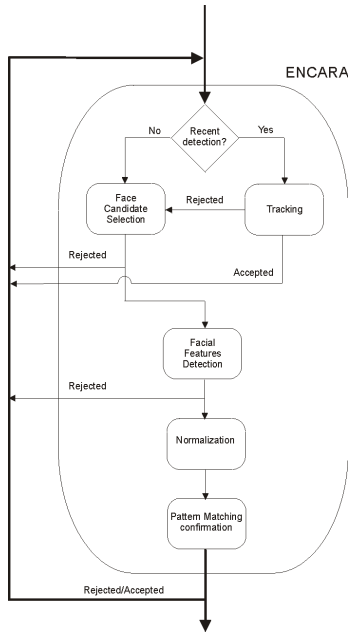 ENCARA
No
Recent
detection?
Yes
Face
Candidate
Selection
Rejected
Tracking
Rejected
Accepted
Facial
Features
Detection
Rejected
Normalization
Pattern Matching
confirmation
Rejected/Accepted